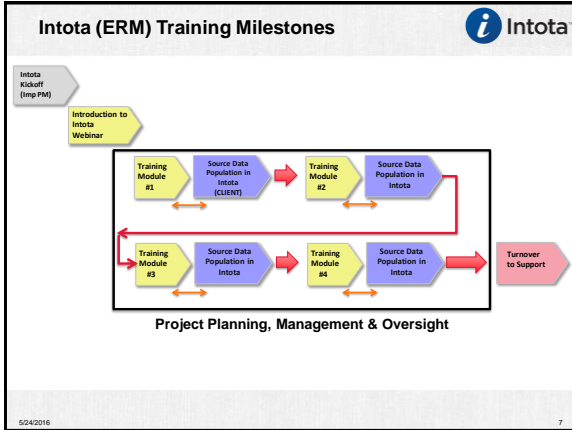 Intota (ERM) Training Milestones
i Intota™
Intota
Kickoff
(Imp PM)
Introduction to
Intota
Webinar
Training
Module
#1
Source Data
Population in
Intota
(CLIENT)
Training
Module
#2
Source Data
Population in
Intota
Training
Module
#3
Source Data
Population in
Intota
Training
Module
#4
Source Data
Population in
Intota
Turnover
to Support
Project Planning, Management & Oversight
5/24/2016
7